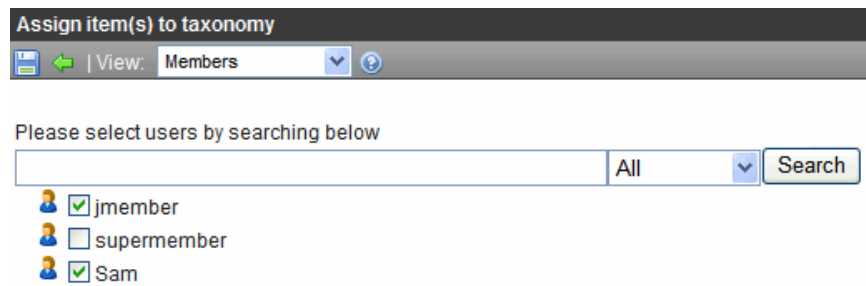 Assign item(s) to taxonomy
| View: Members
Please select users by searching below
All Search
jmember
supermember
Sam